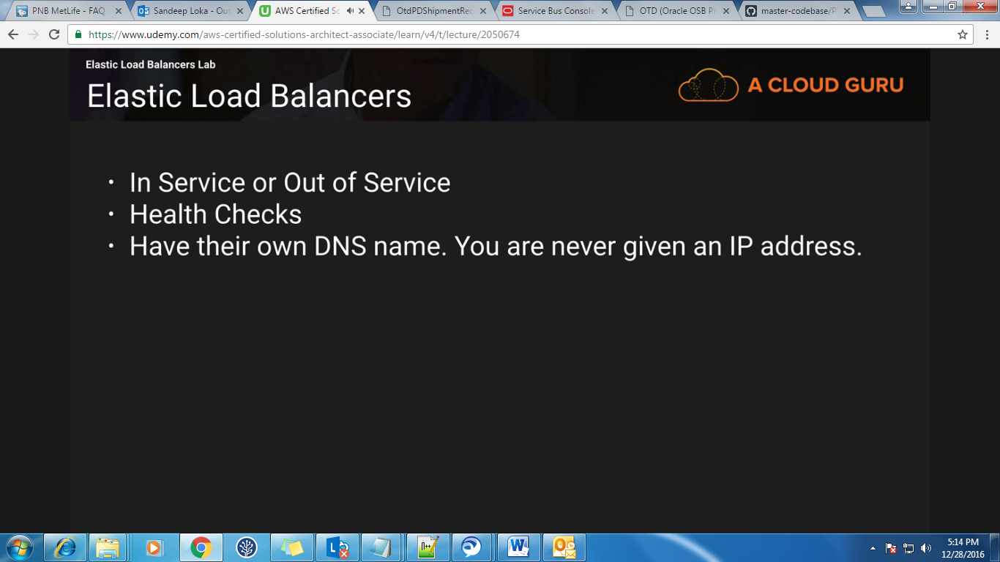 PNB MetLife - FAQ
Sandeep Loka - Out
AWS Certified So
OtdPDShipmentReq
Service Bus Console
OTD (Oracle OSB Pr
master-codebase/P
https://www.udemy.com/aws-certified-solutions-architect-associate/learn/v4/t/lecture/2050674
Elastic Load Balancers Lab
Elastic Load Balancers
A CLOUD GURU
• In Service or Out of Service
• Health Checks
• Have their own DNS name. You are never given an IP address.
5:14 PM
12/28/2016